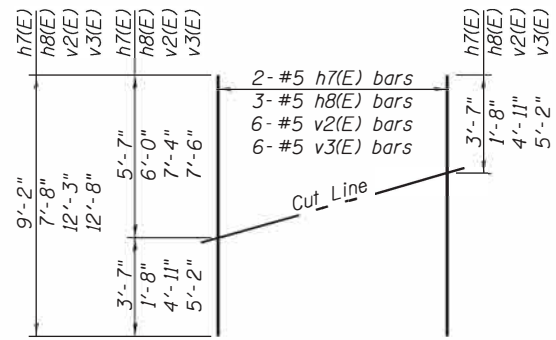 h7(E)
h8(E)
v2(E)
v3(E)
h7(E)
h8(E)
v2(E)
v3(E)
h7(E)
h8(E)
v2(E)
v3(E)
2- #5 h7(E) bars
3- #5 h8(E) bars
6- #5 v2(E) bars
6- #5 v3(E) bars
9'-2"
7'-8"
12'-3"
12'-8"
5'-7"
6'-0"
7'-4"
7'-6"
3'-7"
1'-8"
4'-11"
5'-2"
3'-7"
1'-8"
4'-11"
5'-2"
Cut Line